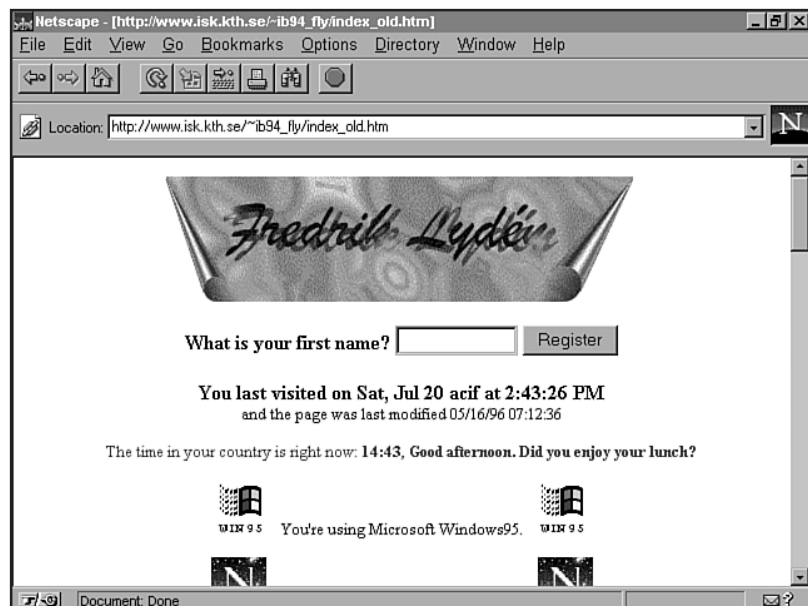 Netscape - [http://www.isk.kth.se/~ib94_fly/index_old.htm]
File Edit View Go Bookmarks Options Directory Window Help
Location: http://www.isk.kth.se/~ib94_fly/index_old.htm
N
Fredrik Lydén
What is your first name? Register
You last visited on Sat, Jul 20 acif at 2:43:26 PM
and the page was last modified 05/16/96 07:12:36
The time in your country is right now: 14:43, Good afternoon. Did you enjoy your lunch?
WIN 95 You're using Microsoft Windows95. WIN 95
N N
Document: Done